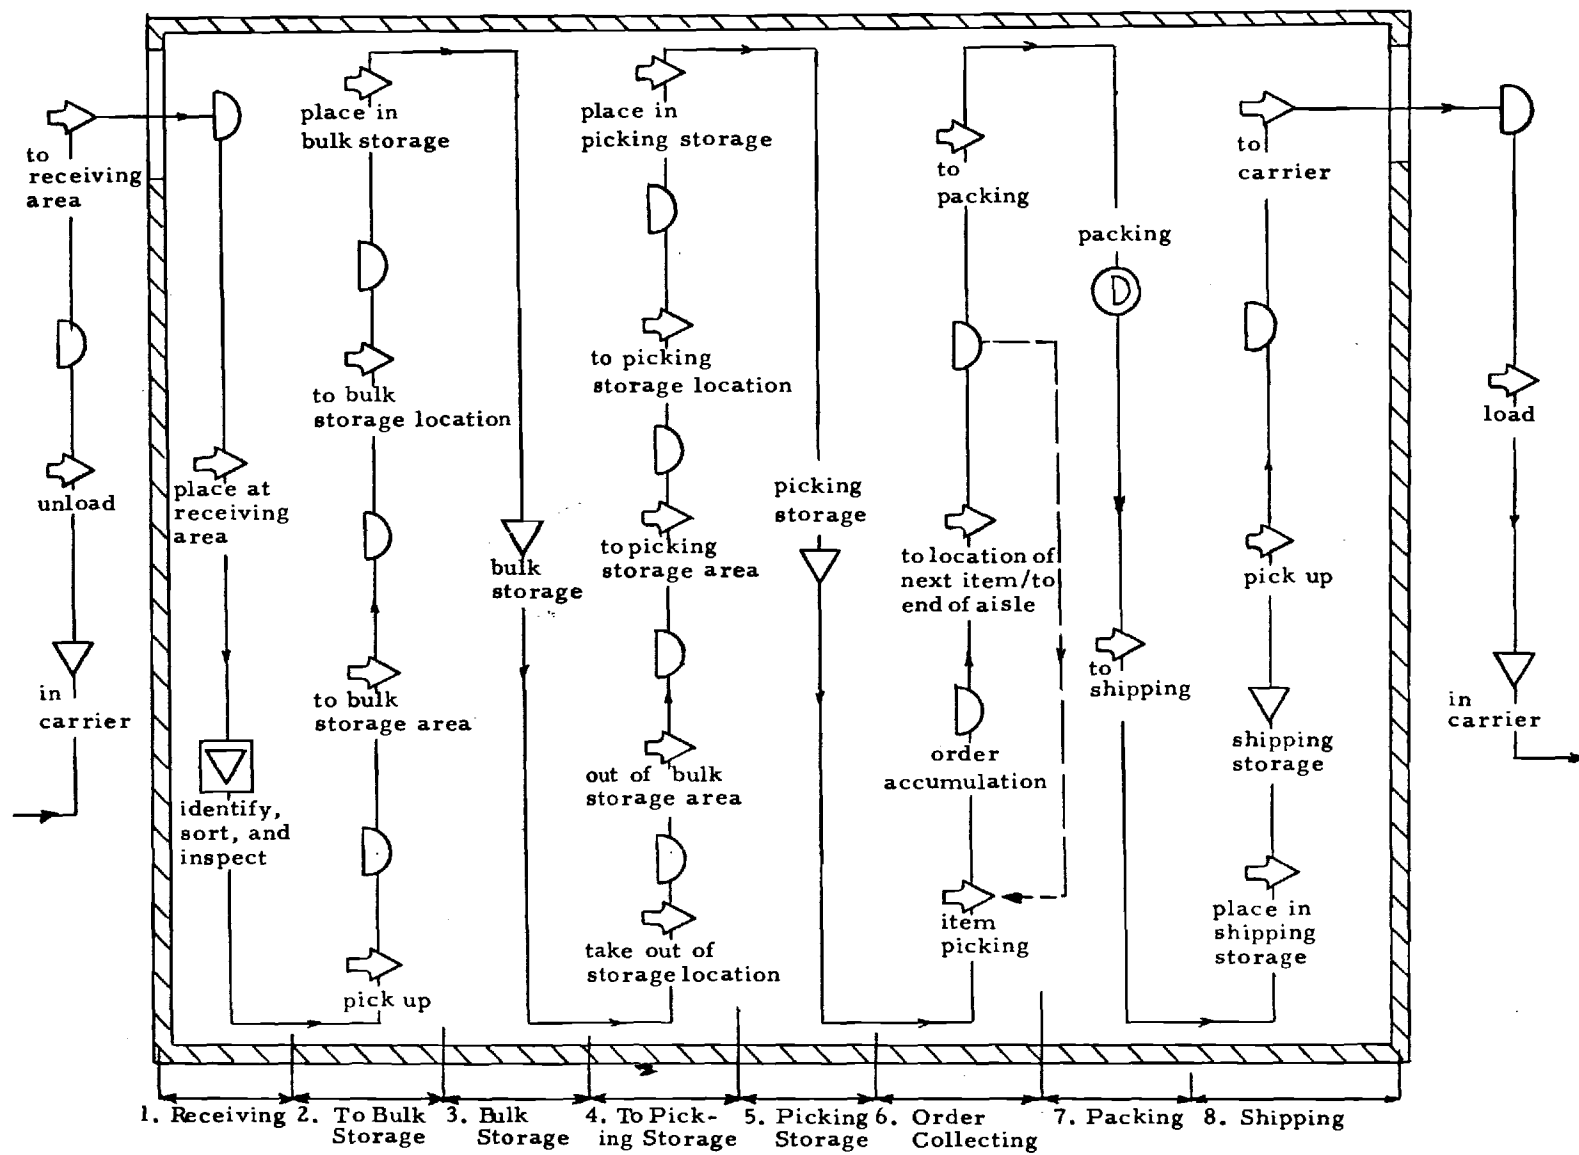 to
receiving
area
unload
in
carrier
place at
receiving
area
identify,
sort, and
inspect
place in
bulk storage
to bulk
storage location
to bulk
storage area
pick up
bulk
storage
place in
picking storage
to picking
storage location
to picking
storage area
out of bulk
storage area
take out of
storage location
picking
storage
to
packing
to location of
next item/to
end of aisle
order
accumulation
item
picking
packing
to
shipping
to
carrier
pick up
shipping
storage
place in
shipping
storage
load
in
carrier
1. Receiving
2. To Bulk
Storage
3. Bulk
Storage
4. To Pick-
ing Storage
5. Picking
Storage
6. Order
Collecting
7. Packing
8. Shipping